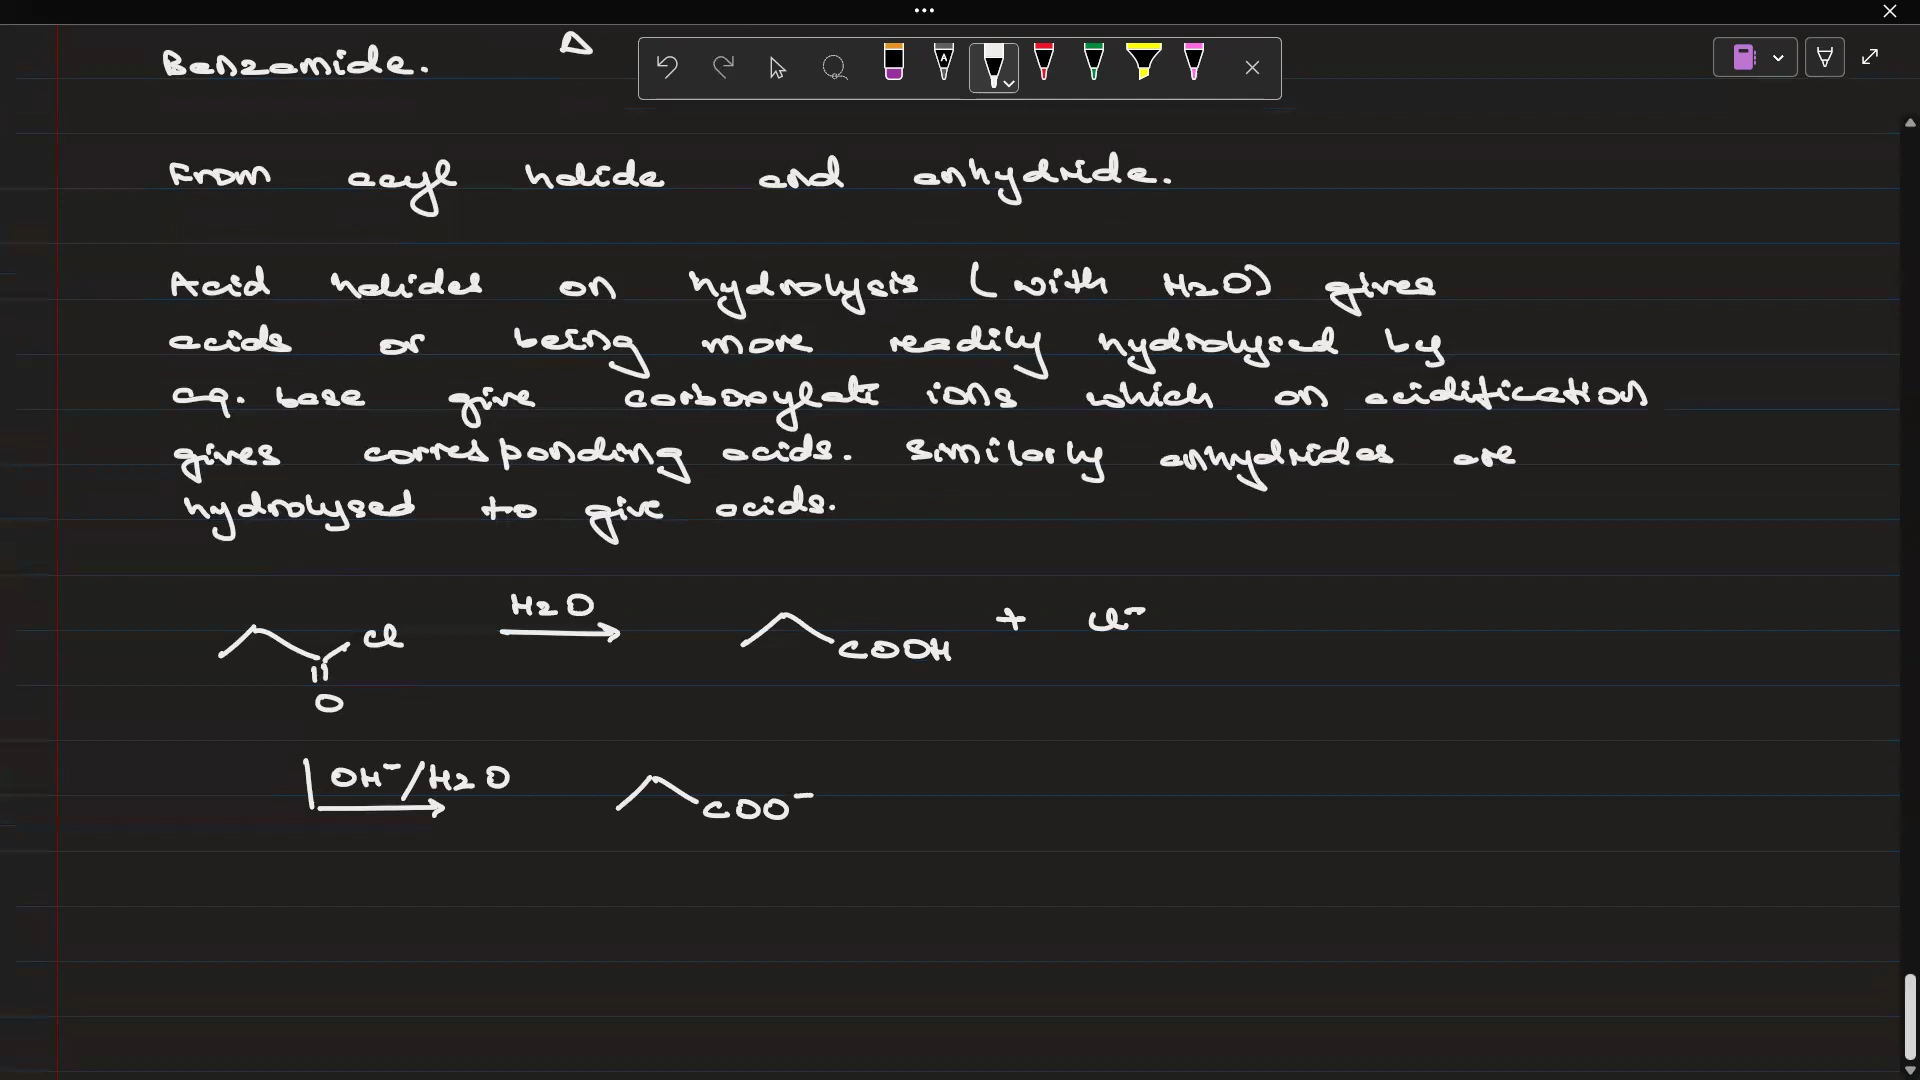 Benzamide. Δ
From acyl halide and anhydride.
Acid halides on hydrolysis (with H2O) gives
acids or being more readily hydrolysed by
aq. base give carboxylate ions which on acidification
gives corresponding acids. Similarly anhydrides are
hydrolysed to give acids.
Cl H2O COOH + Cl⁻
O
OH⁻/H2O COO⁻